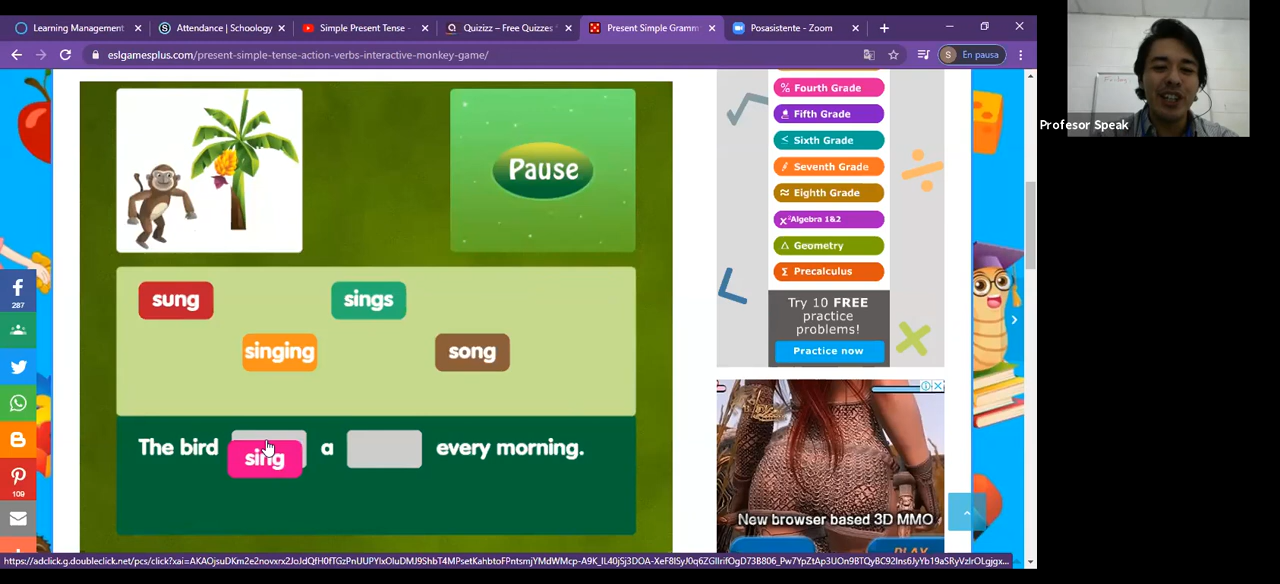 Learning Management
Attendance | Schoology
Simple Present Tense -
Quizizz – Free Quizzes
Present Simple Gramm
Posasistente - Zoom
eslgamesplus.com/present-simple-tense-action-verbs-interactive-monkey-game/
S
En pausa
Profesor Speak
Pause
sung
sings
singing
song
The bird sing a every morning.
Fourth Grade
Fifth Grade
Sixth Grade
Seventh Grade
Eighth Grade
Algebra 1&2
Geometry
Precalculus
Try 10 FREE
practice
problems!
Practice now
New browser based 3D MMO
PLAY
287
109